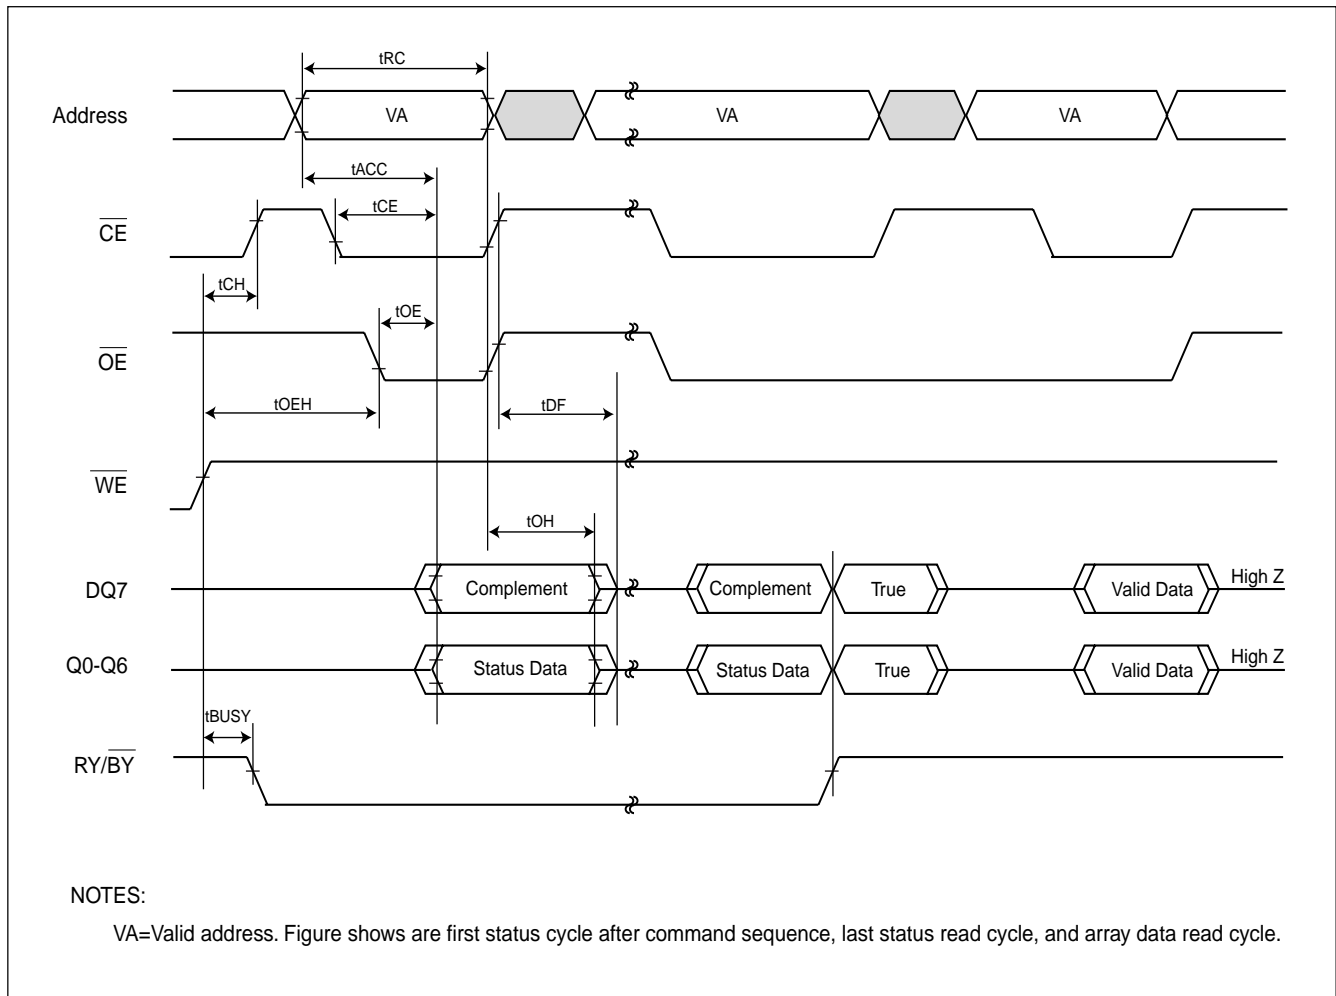 tRC
Address VA VA VA
tACC
tCE
CE
tCH
tOE
OE
tOEH tDF
WE
tOH
DQ7 Complement Complement True Valid Data High Z
Q0-Q6 Status Data Status Data True Valid Data High Z
tBUSY
RY/BY
NOTES:
VA=Valid address. Figure shows are first status cycle after command sequence, last status read cycle, and array data read cycle.